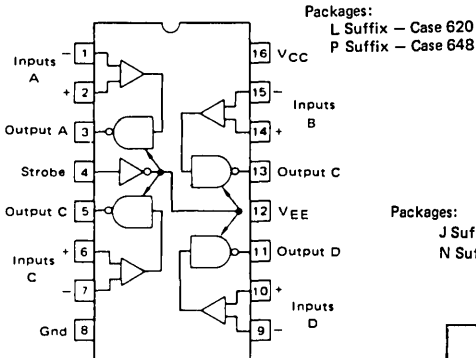 Packages:
L Suffix — Case 620
P Suffix — Case 648
Inputs
A
− 1
+ 2
Output A 3
Strobe 4
Output C 5
Inputs
C
+ 6
− 7
Gnd 8
16 VCC
15 −
Inputs
B
14 +
13 Output C
12 VEE
11 Output D
10 +
Inputs
D
9 −
Packages:
J Suf
N Suf